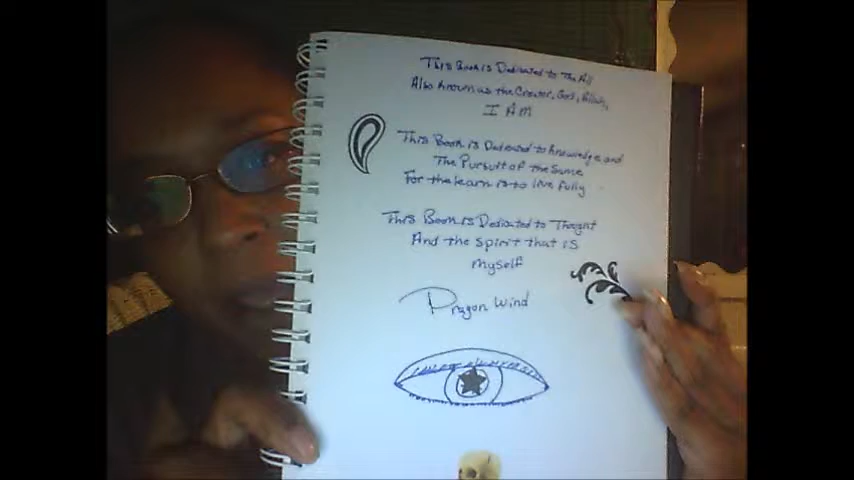 This Book is Dedicated to The All
Also Known as the Creator, God, Allah,
I AM
This Book is Dedicated to Knowledge and
The Pursuit of the Same
For the learn is to live fully
This Book is Dedicated to Thought
And the Spirit that is
myself
Dragon Wind